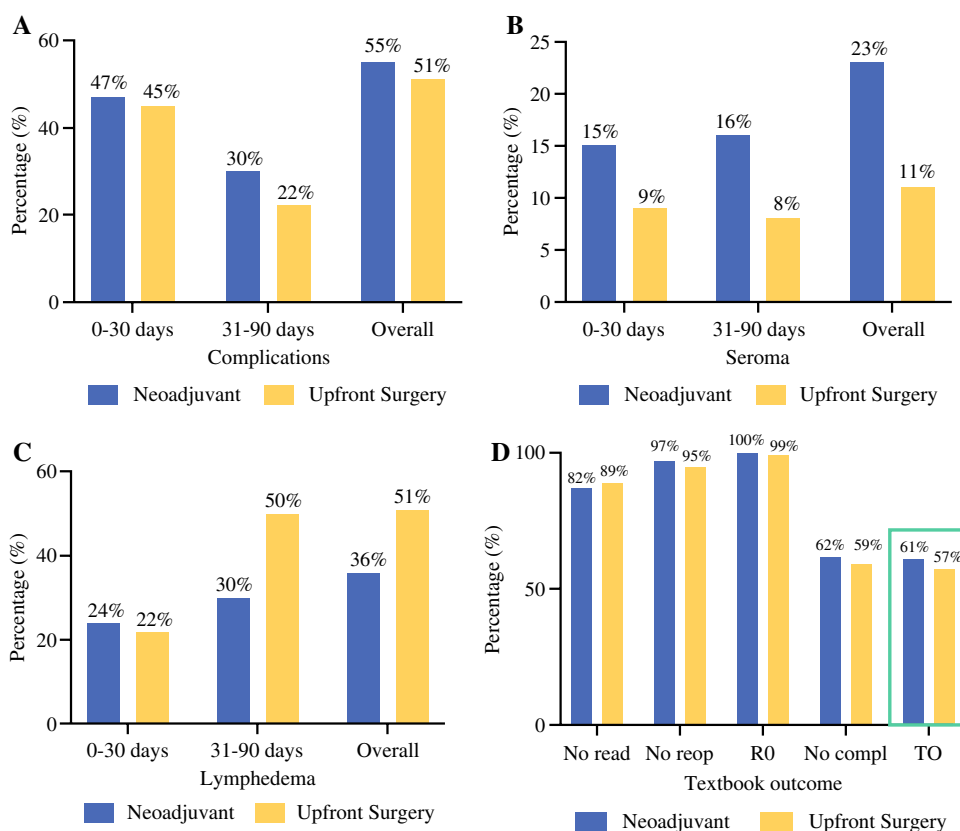 A
Percentage (%)
60
40
20
0
47%
45%
30%
22%
55%
51%
0-30 days
31-90 days
Overall
Complications
Neoadjuvant
Upfront Surgery
B
Percentage (%)
25
20
15
10
5
0
15%
9%
16%
8%
23%
11%
0-30 days
31-90 days
Overall
Seroma
Neoadjuvant
Upfront Surgery
C
Percentage (%)
60
40
20
0
24%
22%
30%
50%
36%
51%
0-30 days
31-90 days
Overall
Lymphedema
Neoadjuvant
Upfront Surgery
D
Percentage (%)
100
50
0
82%
89%
97%
95%
100%
99%
62%
59%
61%
57%
No read
No reop
R0
No compl
TO
Textbook outcome
Neoadjuvant
Upfront Surgery